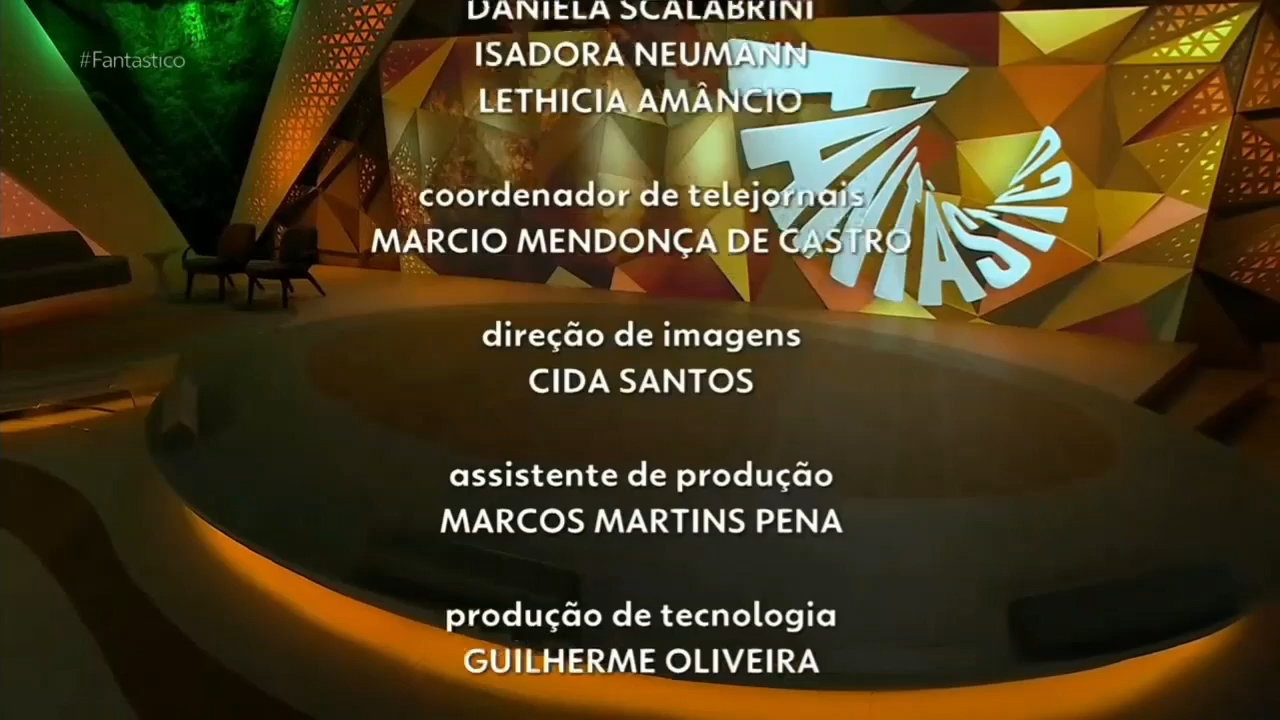 #Fantastico
DANIELA SCALABRINI
ISADORA NEUMANN
LETHICIA AMÂNCIO
coordenador de telejornais
MARCIO MENDONÇA DE CASTRO
FANTÁSTICO
direção de imagens
CIDA SANTOS
assistente de produção
MARCOS MARTINS PENA
produção de tecnologia
GUILHERME OLIVEIRA